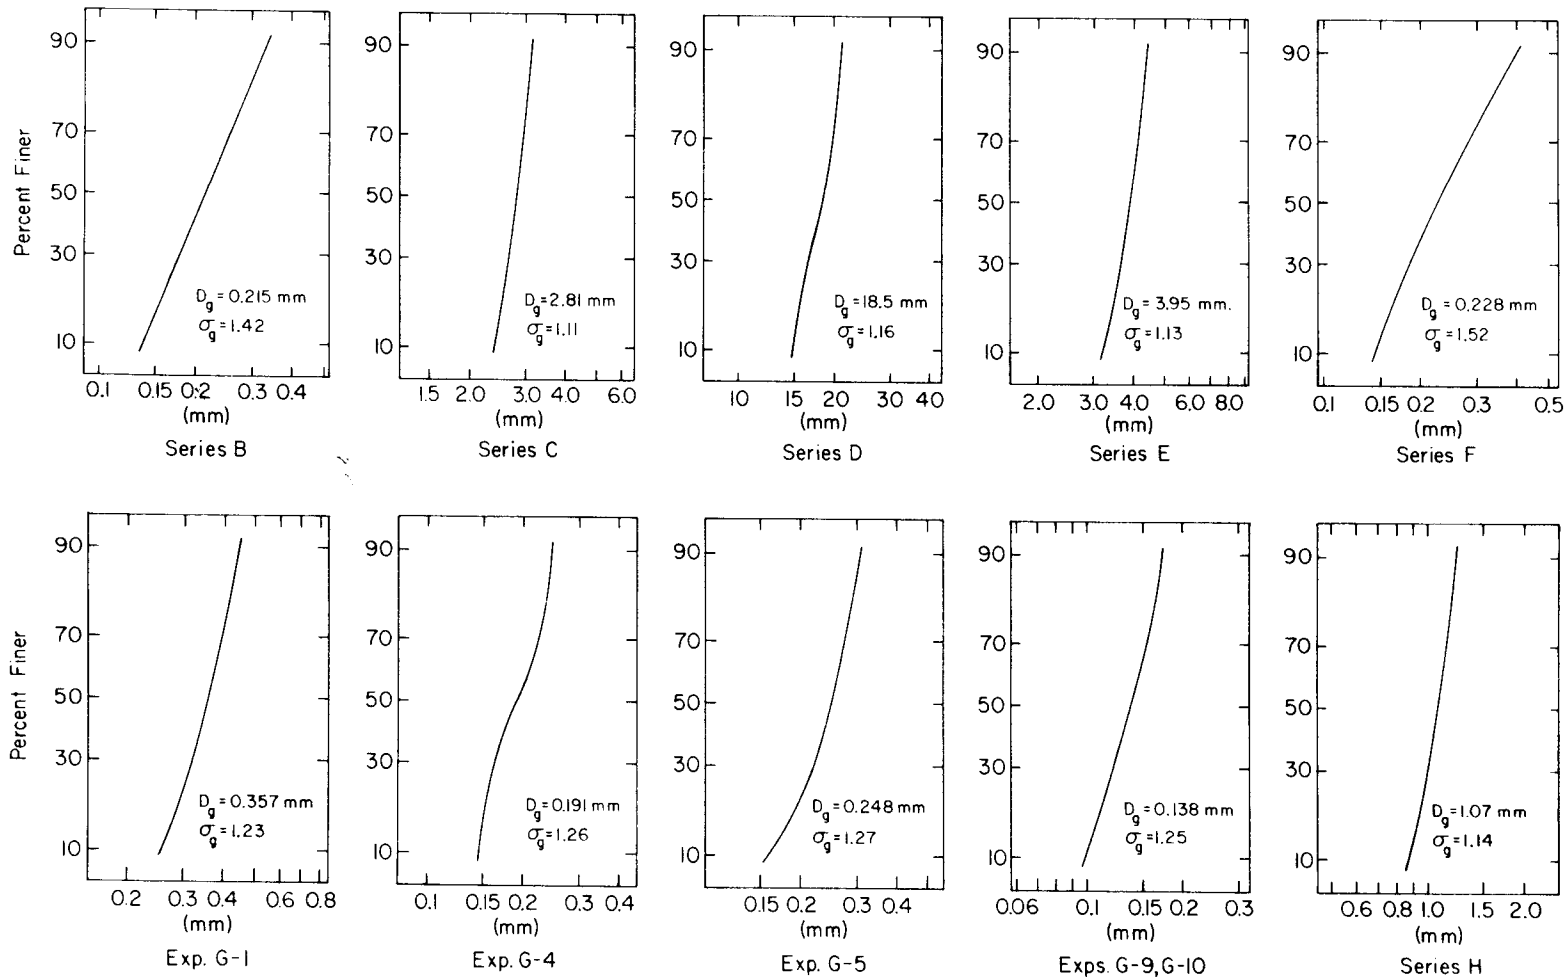 Percent Finer
90
70
50
30
10
D_g = 0.215 mm
σ_g = 1.42
0.1 0.15 0.2 0.3 0.4
(mm)
Series B
90
70
50
30
10
D_g = 2.81 mm
σ_g = 1.11
1.5 2.0 3.0 4.0 6.0
(mm)
Series C
90
70
50
30
10
D_g = 18.5 mm
σ_g = 1.16
10 15 20 30 40
(mm)
Series D
90
70
50
30
10
D_g = 3.95 mm.
σ_g = 1.13
2.0 3.0 4.0 6.0 8.0
(mm)
Series E
90
70
50
30
10
D_g = 0.228 mm
σ_g = 1.52
0.1 0.15 0.2 0.3 0.5
(mm)
Series F
Percent Finer
90
70
50
30
10
D_g = 0.357 mm
σ_g = 1.23
0.2 0.3 0.4 0.6 0.8
(mm)
Exp. G-1
90
70
50
30
10
D_g = 0.191 mm
σ_g = 1.26
0.1 0.15 0.2 0.3 0.4
(mm)
Exp. G-4
90
70
50
30
10
D_g = 0.248 mm
σ_g = 1.27
0.15 0.2 0.3 0.4
(mm)
Exp. G-5
90
70
50
30
10
D_g = 0.138 mm
σ_g = 1.25
0.06 0.1 0.15 0.2 0.3
(mm)
Exps. G-9, G-10
90
70
50
30
10
D_g = 1.07 mm
σ_g = 1.14
0.6 0.8 1.0 1.5 2.0
(mm)
Series H